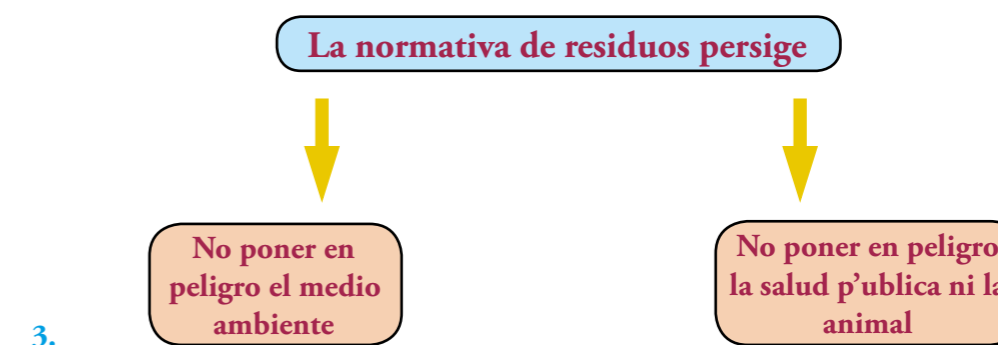 La normativa de residuos persige
No poner en
peligro el medio
ambiente
No poner en peligro
la salud p’ublica ni la
animal
3.